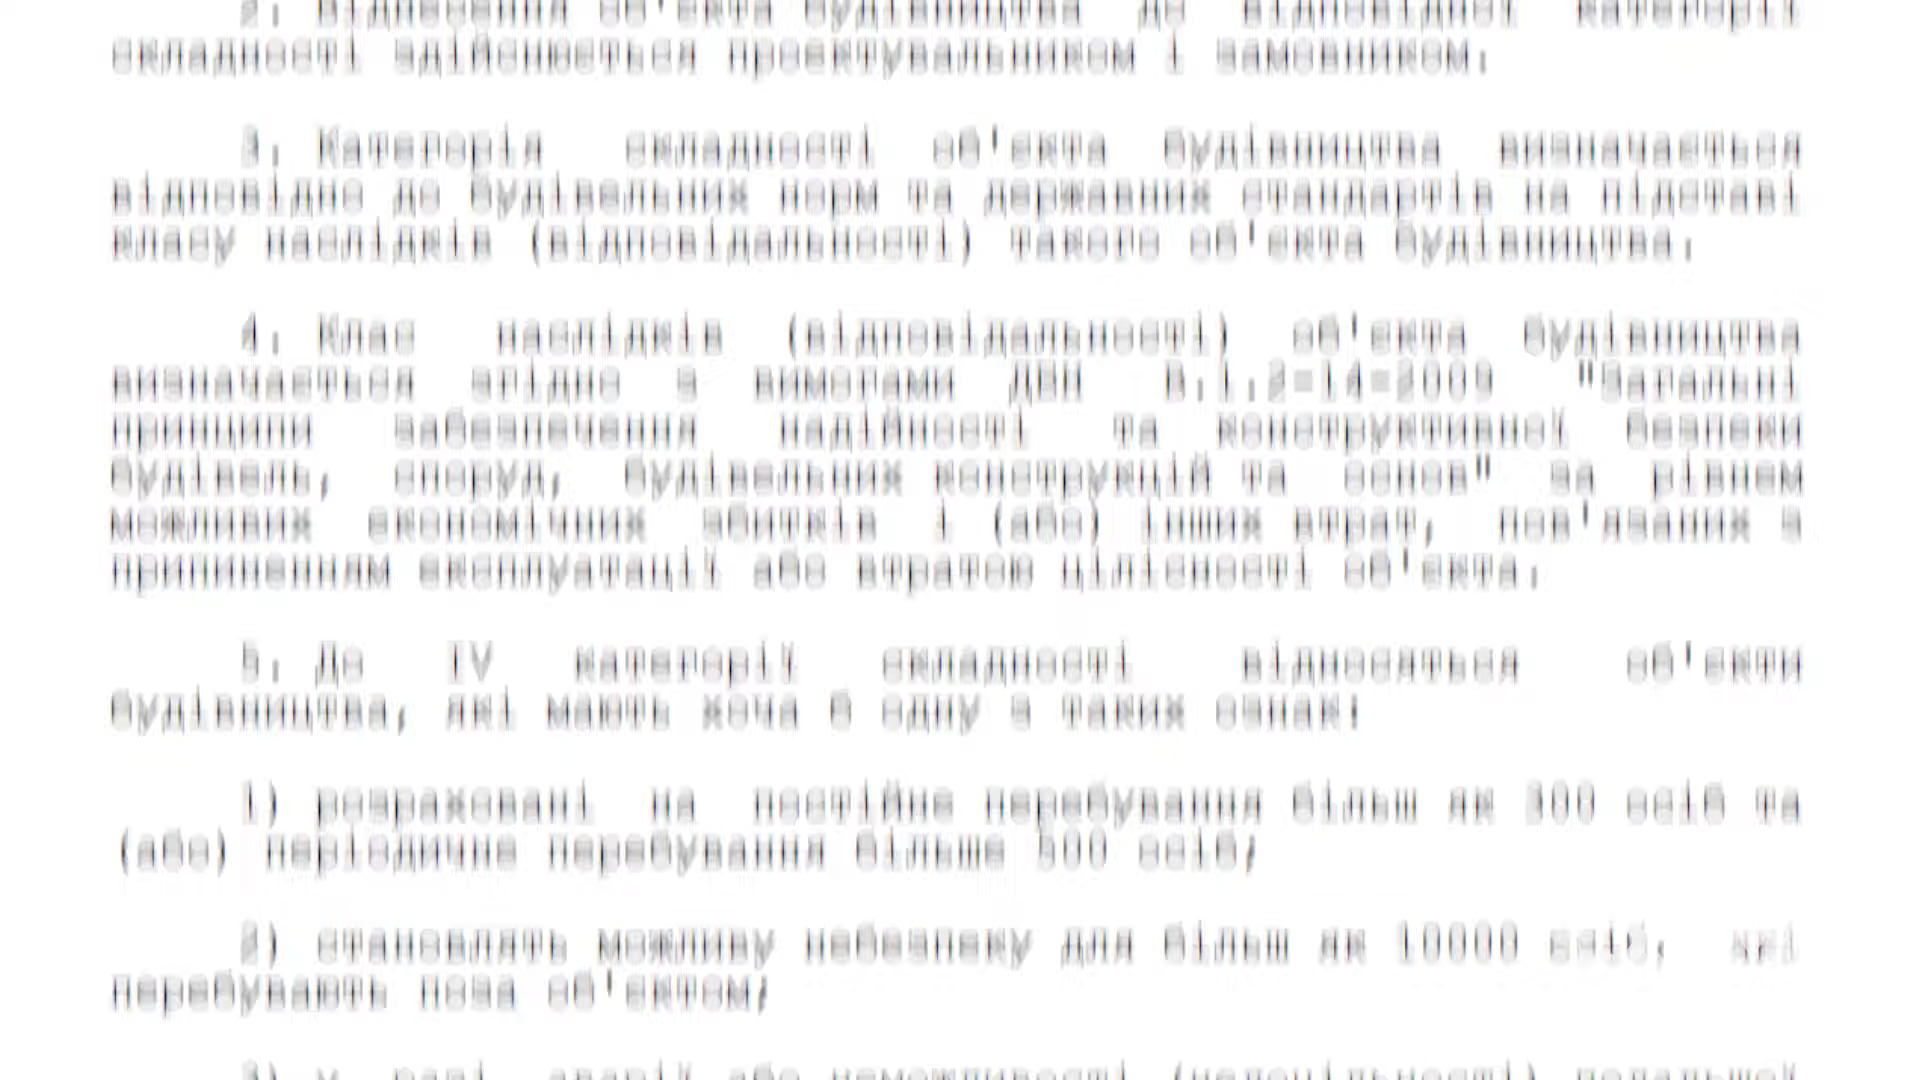 2. Віднесення об'єкта будівництва до відповідної категорії
складності здійснюється проектувальником і замовником.
3. Категорія складності об'єкта будівництва визначається
відповідно до будівельних норм та державних стандартів на підставі
класу наслідків (відповідальності) такого об'єкта будівництва.
4. Клас наслідків (відповідальності) об'єкта будівництва
визначається згідно з вимогами ДБН В.1.2-14-2009 "Загальні
принципи забезпечення надійності та конструктивної безпеки
будівель, споруд, будівельних конструкцій та основ" за рівнем
можливих економічних збитків і (або) інших втрат, пов'язаних з
припиненням експлуатації або втратою цілісності об'єкта.
5. До IV категорії складності відносяться об'єкти
будівництва, які мають хоча б одну з таких ознак:
1) розраховані на постійне перебування більш як 300 осіб та
(або) періодичне перебування більше 500 осіб;
2) становлять можливу небезпеку для більш як 10000 осіб, які
перебувають поза об'єктом;
3) у разі аварії або неможливості